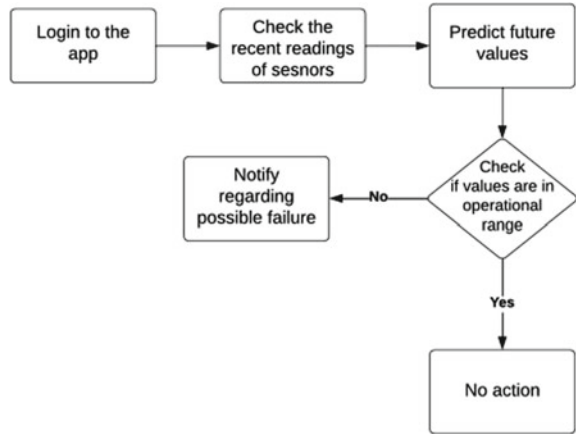 Login to the
app
Check the
recent readings
of sesnors
Predict future
values
Check
if values are in
operational
range
No
Notify
regarding
possible failure
Yes
No action